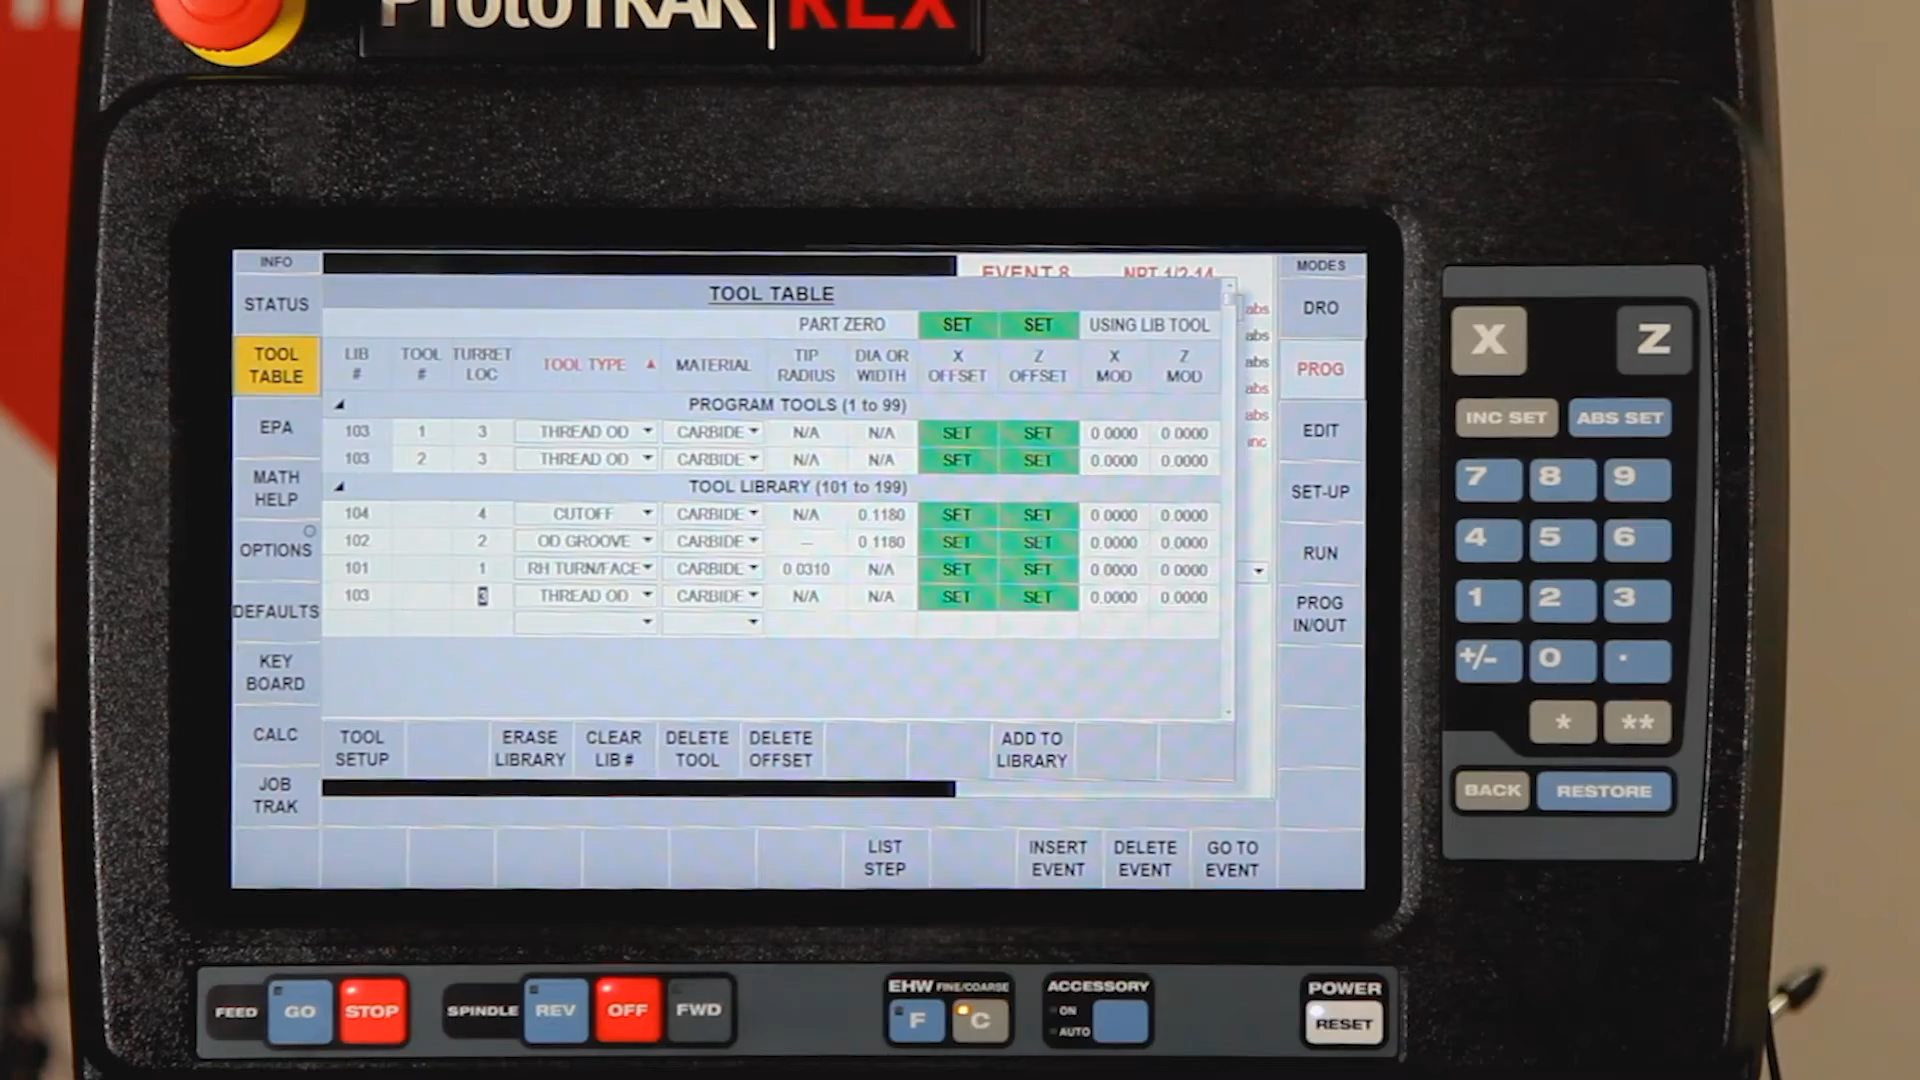 ProtoTRAK RLX
INFO
STATUS
TOOL TABLE
EPA
MATH HELP
OPTIONS
DEFAULTS
KEY BOARD
CALC
JOB TRAK
EVENT 8 NPT 1/2-14
TOOL TABLE
PART ZERO SET SET USING LIB TOOL
LIB # TOOL # TURRET LOC TOOL TYPE ▲ MATERIAL TIP RADIUS DIA OR WIDTH X OFFSET Z OFFSET X MOD Z MOD
PROGRAM TOOLS (1 to 99)
103 1 3 THREAD OD CARBIDE N/A N/A SET SET 0.0000 0.0000
103 2 3 THREAD OD CARBIDE N/A N/A SET SET 0.0000 0.0000
TOOL LIBRARY (101 to 199)
104 4 CUTOFF CARBIDE N/A 0.1180 SET SET 0.0000 0.0000
102 2 OD GROOVE CARBIDE — 0.1180 SET SET 0.0000 0.0000
101 1 RH TURN/FACE CARBIDE 0.0310 N/A SET SET 0.0000 0.0000
103 3 THREAD OD CARBIDE N/A N/A SET SET 0.0000 0.0000
abs
abs
abs
abs
abs
inc
TOOL SETUP ERASE LIBRARY CLEAR LIB # DELETE TOOL DELETE OFFSET ADD TO LIBRARY
LIST STEP INSERT EVENT DELETE EVENT GO TO EVENT
MODES
DRO
PROG
EDIT
SET-UP
RUN
PROG IN/OUT
X Z
INC SET ABS SET
7 8 9
4 5 6
1 2 3
+/- 0 .
* **
BACK RESTORE
FEED GO STOP
SPINDLE REV OFF FWD
EHW FINE/COARSE
F C
ACCESSORY
ON
AUTO
POWER
RESET